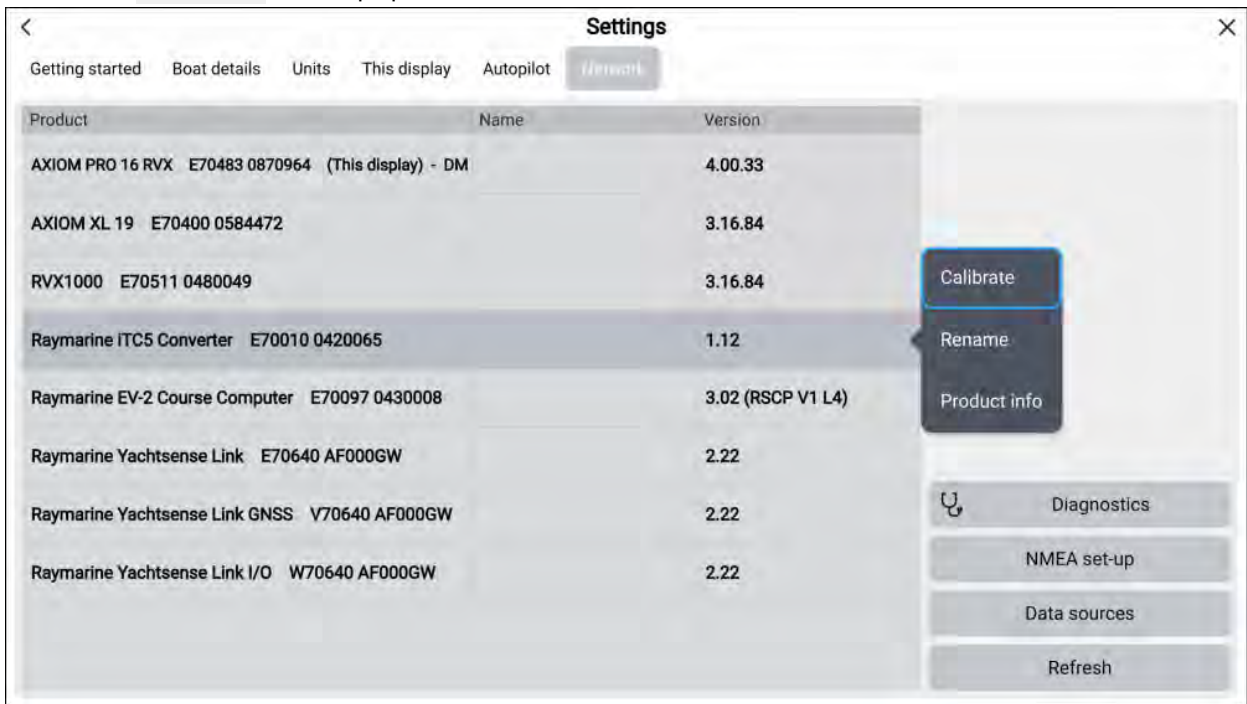 Settings
Getting started Boat details Units This display Autopilot Network
Product Name Version
AXIOM PRO 16 RVX E70483 0870964 (This display) - DM 4.00.33
AXIOM XL 19 E70400 0584472 3.16.84
RVX1000 E70511 0480049 3.16.84
Calibrate
Raymarine iTC5 Converter E70010 0420065 1.12
Rename
Raymarine EV-2 Course Computer E70097 0430008 3.02 (RSCP V1 L4)
Product info
Raymarine Yachtsense Link E70640 AF000GW 2.22
Raymarine Yachtsense Link GNSS V70640 AF000GW 2.22
Diagnostics
Raymarine Yachtsense Link I/O W70640 AF000GW 2.22
NMEA set-up
Data sources
Refresh